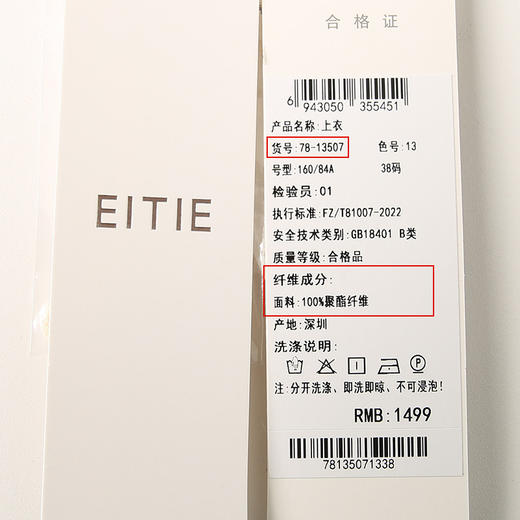 EITIE
合格证
6 943050 355451
产品名称:上衣
货号:78-13507 色号:13
号型:160/84A 38码
检验员:01
执行标准:FZ/T81007-2022
安全技术类别:GB18401 B类
质量等级:合格品
纤维成分:
面料:100%聚酯纤维
产地:深圳
洗涤说明:
注:分开洗涤、即洗即晾、不可浸泡!
RMB:1499
78135071338